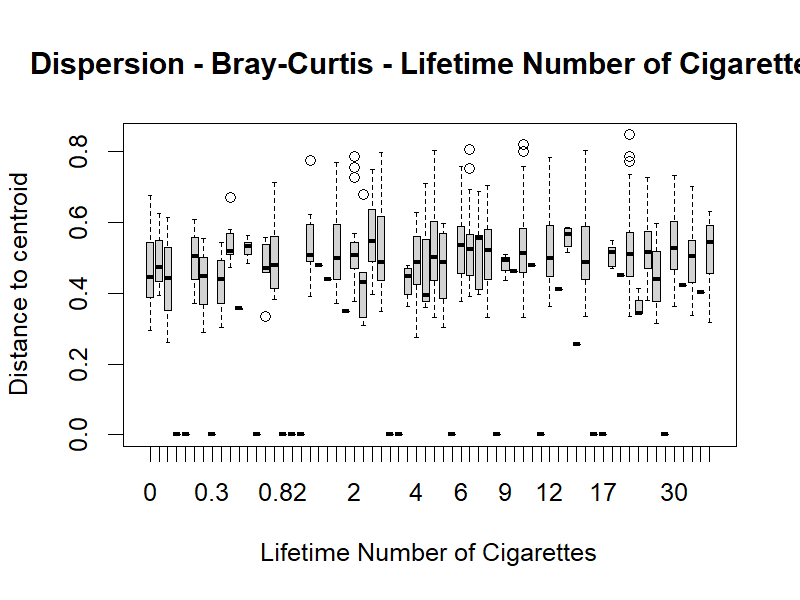 Dispersion - Bray-Curtis - Lifetime Number of Cigarette
Distance to centroid
0.8
0.6
0.4
0.2
0.0
0 0.3 0.82 2 4 6 9 12 17 30
Lifetime Number of Cigarettes